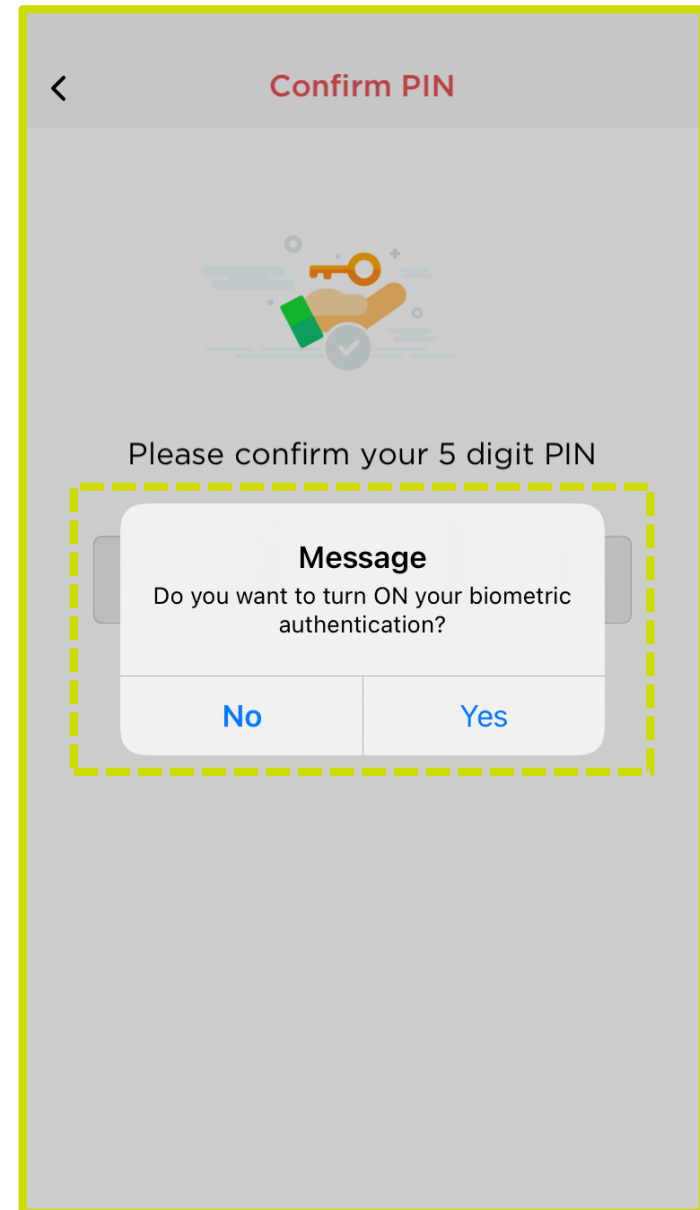 Confirm PIN
Please confirm your 5 digit PIN
Message
Do you want to turn ON your biometric
authentication?
No
Yes